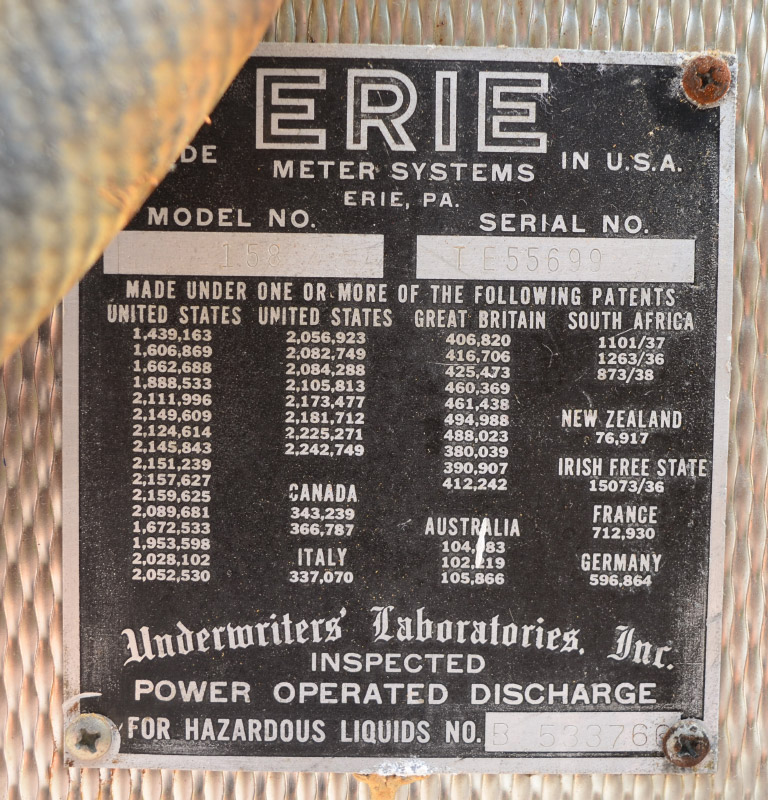 ERIE
DE METER SYSTEMS IN U.S.A.
ERIE, PA.
MODEL NO. SERIAL NO.
158 TE55699
MADE UNDER ONE OR MORE OF THE FOLLOWING PATENTS
UNITED STATES UNITED STATES GREAT BRITAIN SOUTH AFRICA
1,439,163 2,056,923 406,820 1101/37
1,606,869 2,082,749 416,706 1263/36
1,662,688 2,084,288 425,473 873/38
1,888,533 2,105,813 460,369
2,111,996 2,173,477 461,438
2,149,609 2,181,712 494,988 NEW ZEALAND
2,124,614 2,225,271 488,023 76,917
2,145,843 2,242,749 380,039
2,151,239 390,907 IRISH FREE STATE
2,157,627 412,242 15073/36
2,159,625 CANADA
2,089,681 343,239 FRANCE
1,672,533 366,787 AUSTRALIA 712,930
1,953,598 104,483
2,028,102 ITALY 102,219 GERMANY
2,052,530 337,070 105,866 596,864
Underwriters' Laboratories, Inc.
INSPECTED
POWER OPERATED DISCHARGE
FOR HAZARDOUS LIQUIDS NO. B 533766